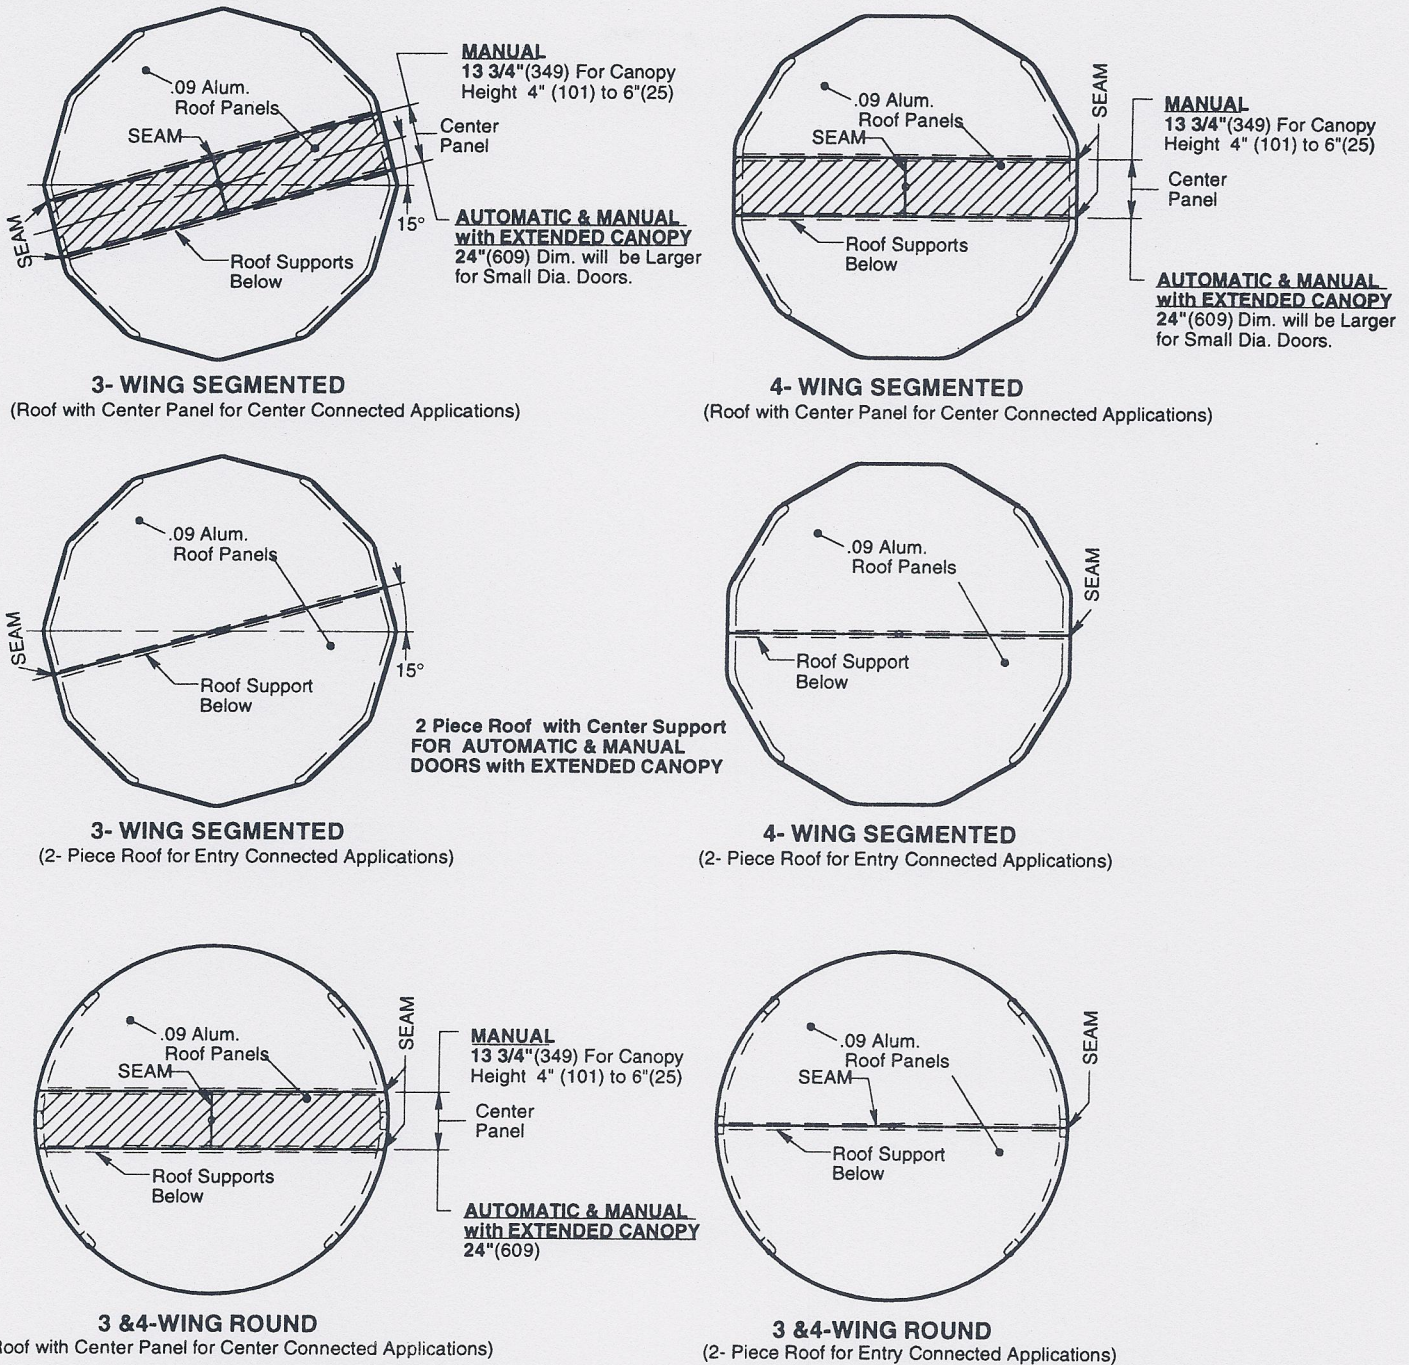 MANUAL
13 3/4"(349) For Canopy
Height 4" (101) to 6"(25)
.09 Alum.
Roof Panels
SEAM
Center
Panel
SEAM
15°
AUTOMATIC & MANUAL
with EXTENDED CANOPY
24"(609) Dim. will be Larger
for Small Dia. Doors.
Roof Supports
Below
3- WING SEGMENTED
(Roof with Center Panel for Center Connected Applications)
.09 Alum.
Roof Panels
SEAM
SEAM
MANUAL
13 3/4"(349) For Canopy
Height 4" (101) to 6"(25)
Center
Panel
Roof Supports
Below
AUTOMATIC & MANUAL
with EXTENDED CANOPY
24"(609) Dim. will be Larger
for Small Dia. Doors.
4- WING SEGMENTED
(Roof with Center Panel for Center Connected Applications)
.09 Alum.
Roof Panels
SEAM
15°
Roof Support
Below
3- WING SEGMENTED
(2- Piece Roof for Entry Connected Applications)
2 Piece Roof with Center Support
FOR AUTOMATIC & MANUAL
DOORS with EXTENDED CANOPY
.09 Alum.
Roof Panels
SEAM
Roof Support
Below
4- WING SEGMENTED
(2- Piece Roof for Entry Connected Applications)
.09 Alum.
Roof Panels
SEAM
SEAM
MANUAL
13 3/4"(349) For Canopy
Height 4" (101) to 6"(25)
Center
Panel
Roof Supports
Below
AUTOMATIC & MANUAL
with EXTENDED CANOPY
24"(609)
3 &4-WING ROUND
oof with Center Panel for Center Connected Applications)
.09 Alum.
Roof Panels
SEAM
SEAM
Roof Support
Below
3 &4-WING ROUND
(2- Piece Roof for Entry Connected Applications)